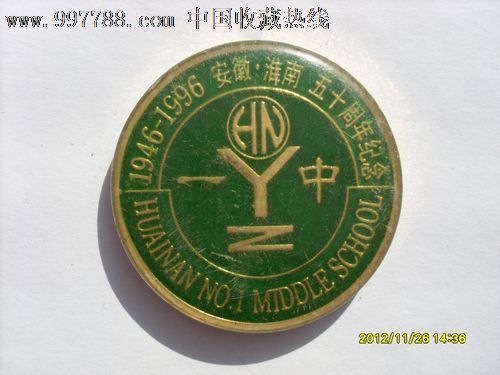 www.997788.com 中国收藏热线
1946-1996 安徽·淮南 五十周年纪念
HN
一 Y 中
Z
HUAINAN NO.1 MIDDLE SCHOOL
2012/11/26 14:36